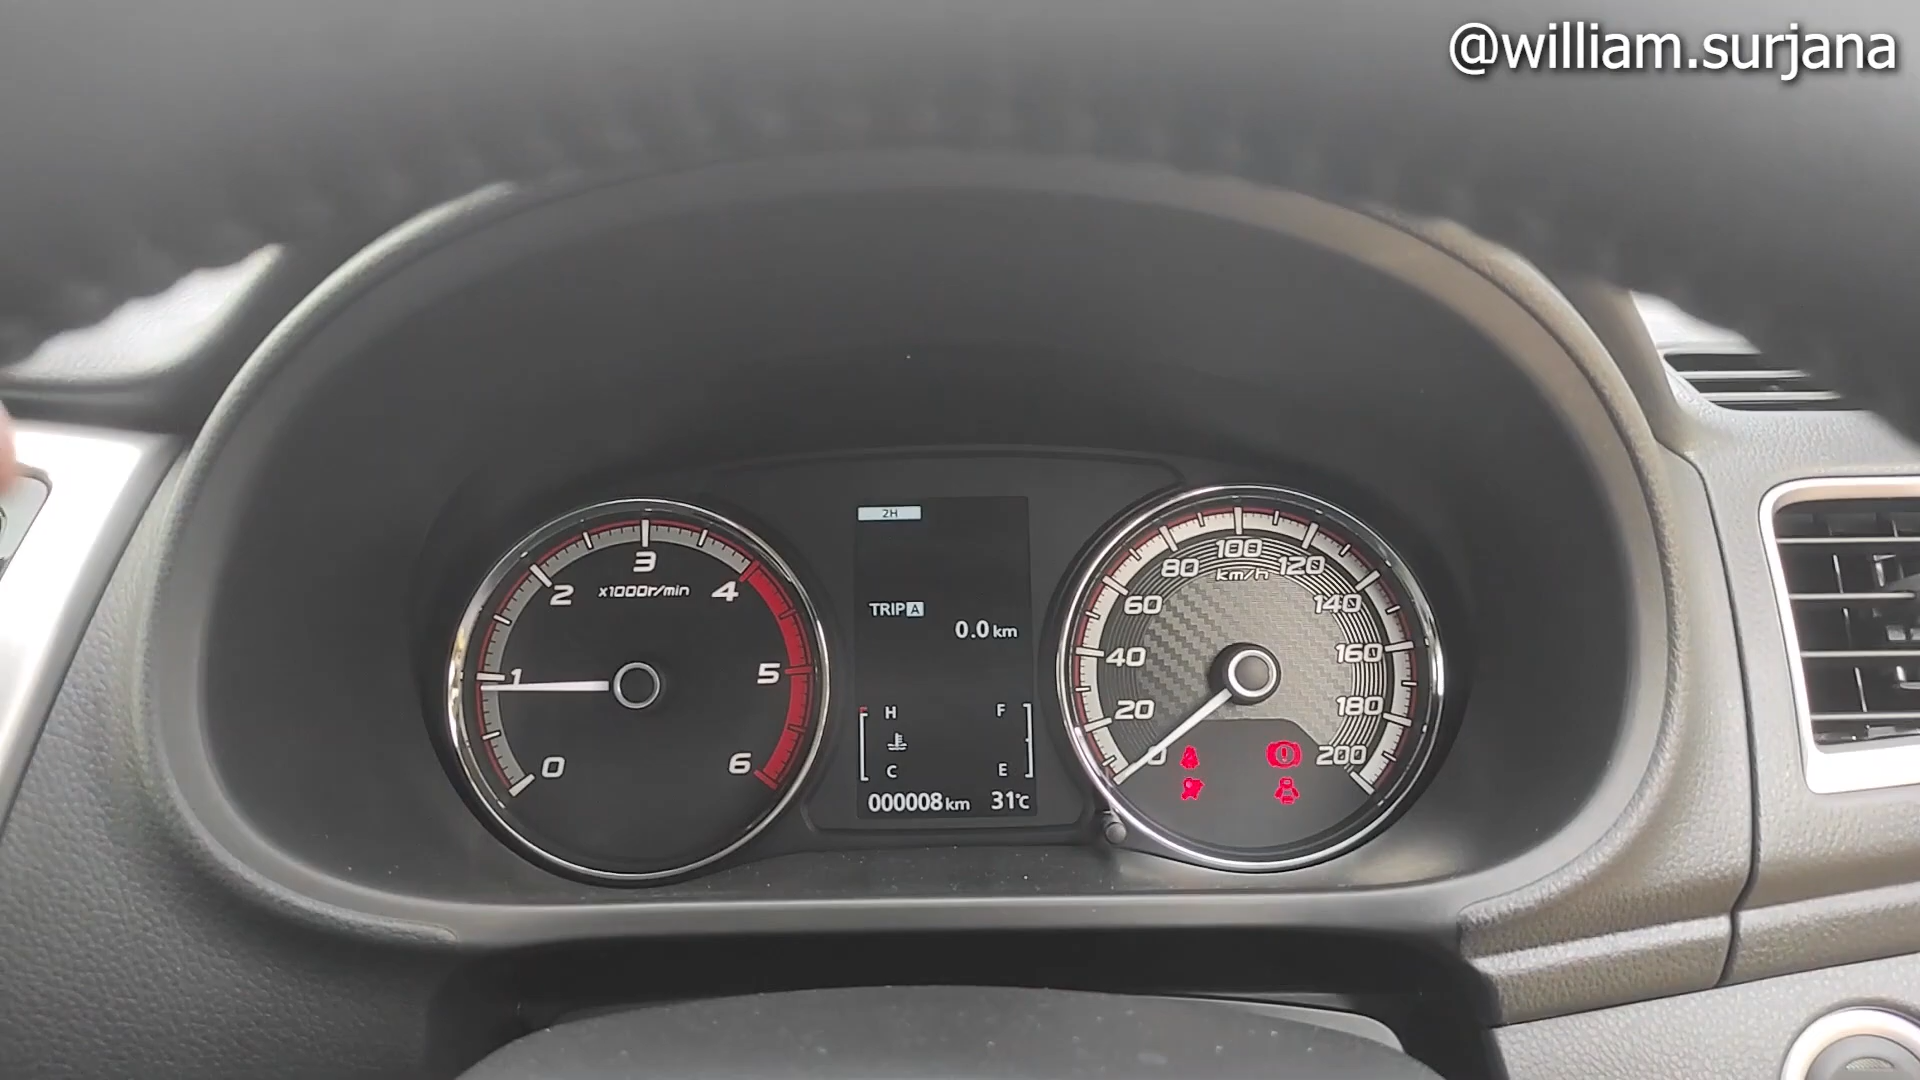 @william.surjana
2H
TRIP A
0.0 km
H F
C E
000008 km 31°C
0 1 2 3 4 5 6
x1000r/min
0 20 40 60 80 100 120 140 160 180 200
km/h